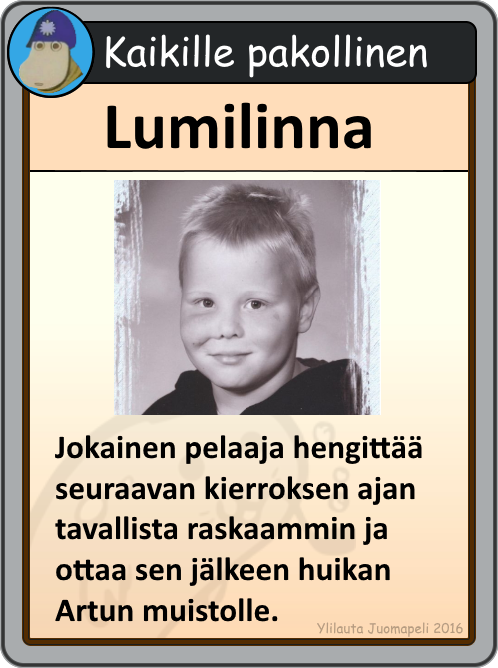 Kaikille pakollinen
Lumilinna
Jokainen pelaaja hengittää
seuraavan kierroksen ajan
tavallista raskaammin ja
ottaa sen jälkeen huikan
Artun muistolle.
Ylilauta Juomapeli 2016